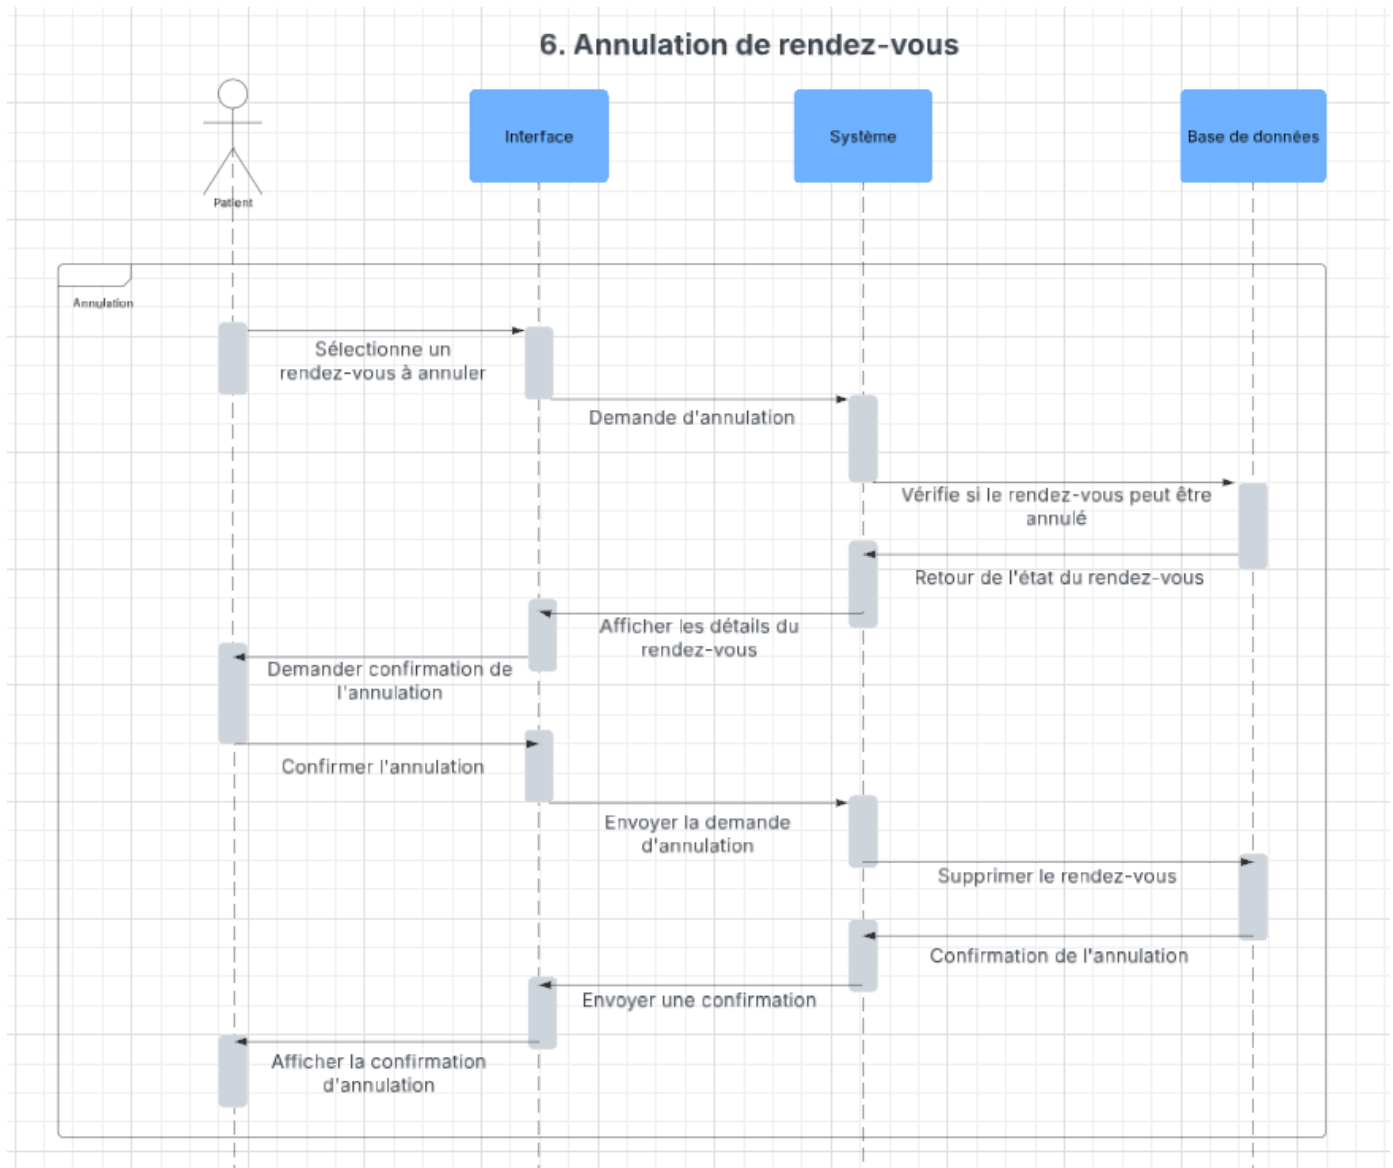 6. Annulation de rendez-vous
Patient
Interface
Système
Base de données
Annulation
Sélectionne un
rendez-vous à annuler
Demande d'annulation
Vérifie si le rendez-vous peut être
annulé
Retour de l'état du rendez-vous
Afficher les détails du
rendez-vous
Demander confirmation de
l'annulation
Confirmer l'annulation
Envoyer la demande
d'annulation
Supprimer le rendez-vous
Confirmation de l'annulation
Envoyer une confirmation
Afficher la confirmation
d'annulation